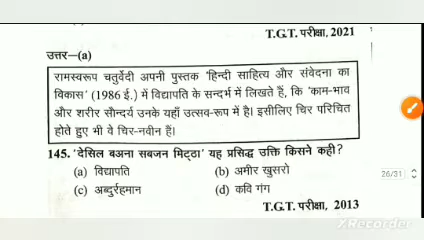 T.G.T. परीक्षा, 2021
उत्तर–(a)
रामस्वरूप चतुर्वेदी अपनी पुस्तक 'हिन्दी साहित्य और संवेदना का
विकास' (1986 ई.) में विद्यापति के सन्दर्भ में लिखते हैं, कि 'काम-भाव
और शरीर सौन्दर्य उनके यहाँ उत्सव-रूप में है। इसीलिए चिर परिचित
होते हुए भी वे चिर-नवीन हैं।
145. 'देसिल बअना सबजन मिट्ठा' यह प्रसिद्ध उक्ति किसने कही?
(a) विद्यापति (b) अमीर खुसरो
(c) अब्दुर्रहमान (d) कवि गंग
26/31
T.G.T. परीक्षा, 2013
XRecorder